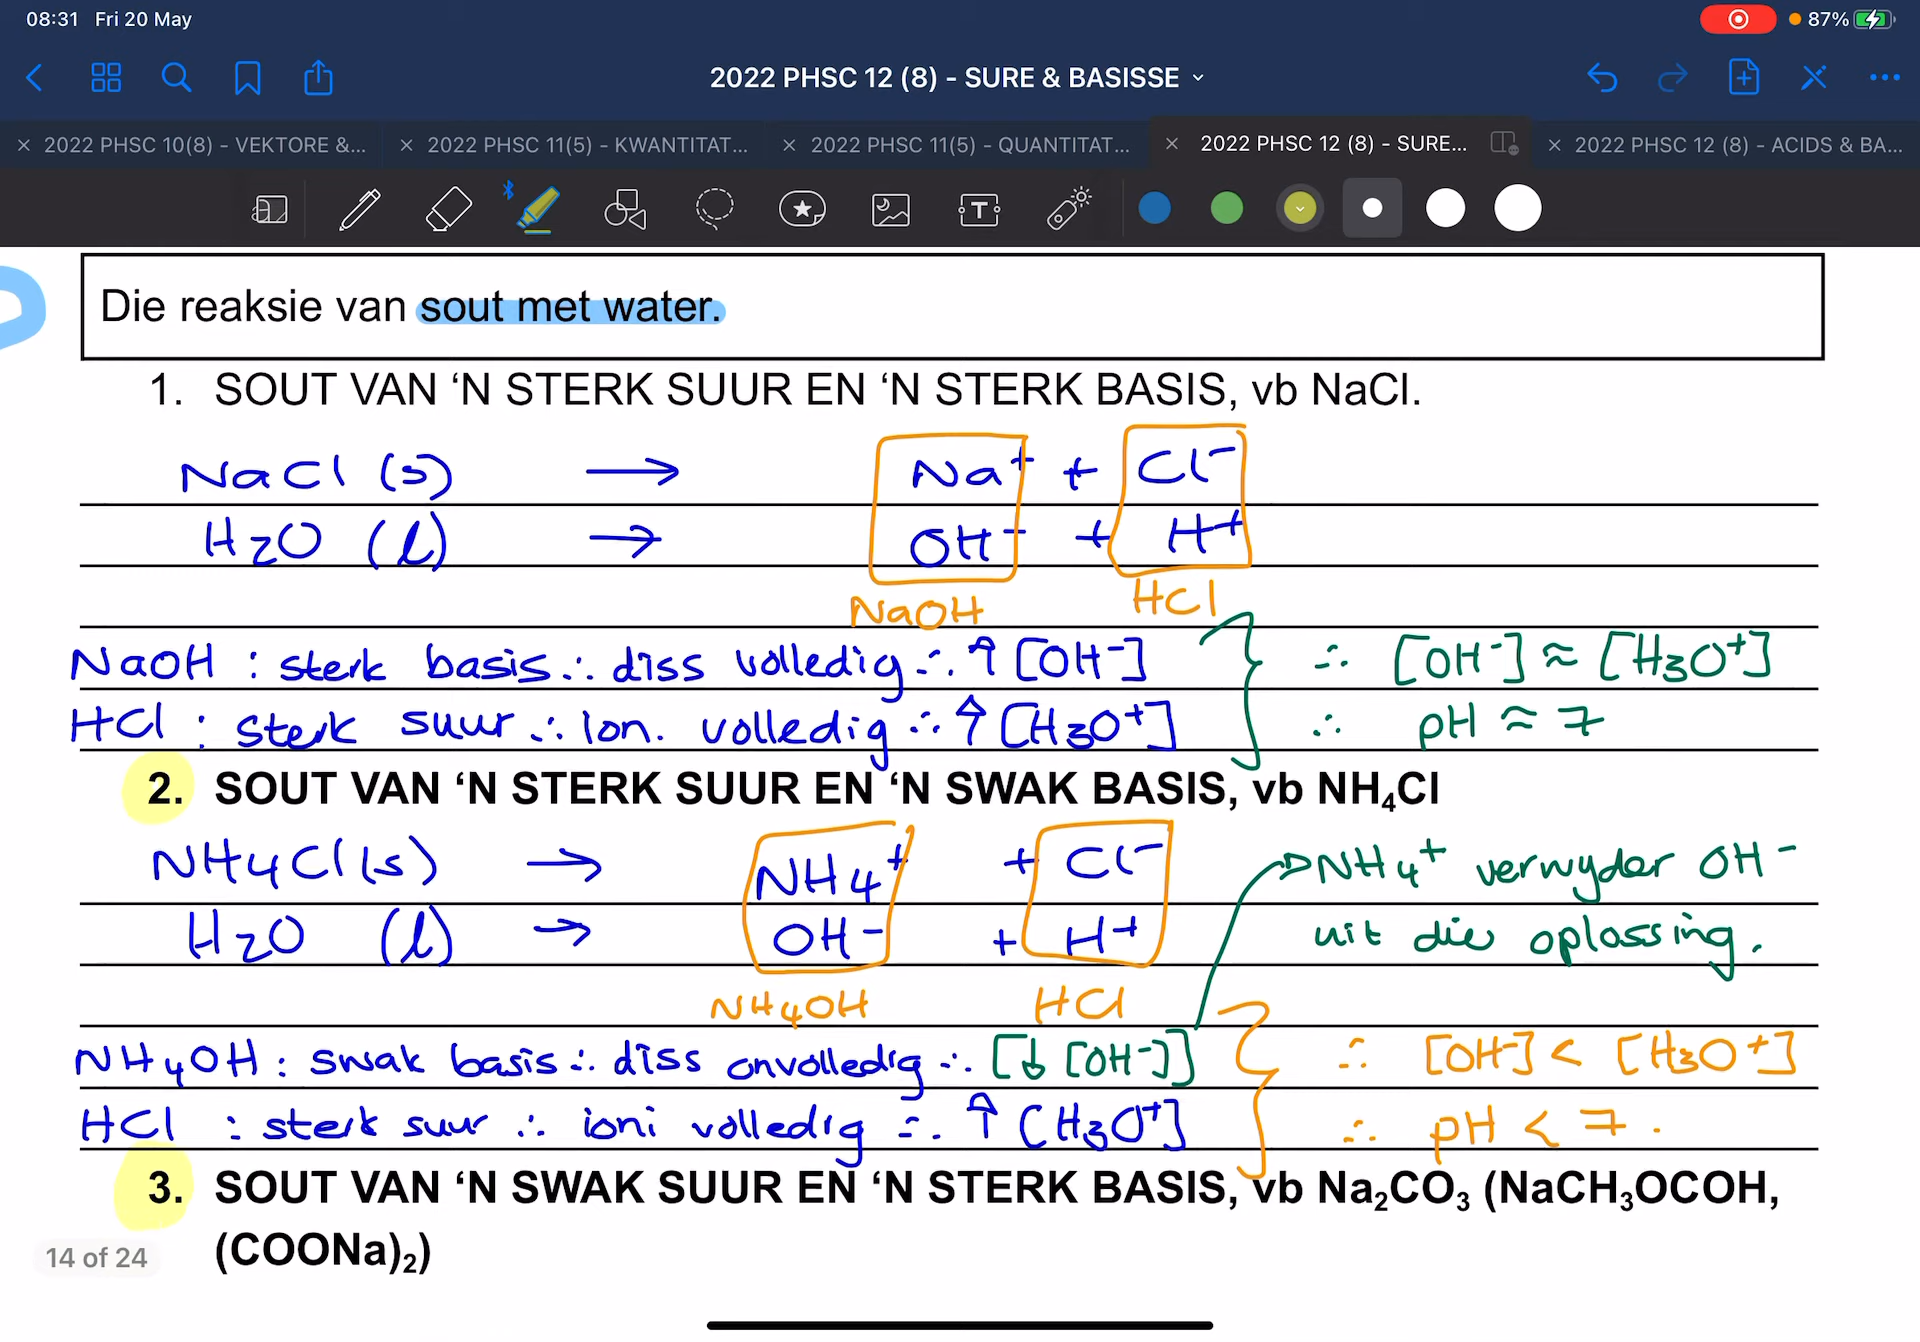 08:31 Fri 20 May
87%
2022 PHSC 12 (8) - SURE & BASISSE
2022 PHSC 10(8) - VEKTORE &...
2022 PHSC 11(5) - KWANTITAT...
2022 PHSC 11(5) - QUANTITAT...
2022 PHSC 12 (8) - SURE...
2022 PHSC 12 (8) - ACIDS & BA...
Die reaksie van sout met water.
1. SOUT VAN ‘N STERK SUUR EN ‘N STERK BASIS, vb NaCl.
NaCl (s) → Na⁺ + Cl⁻
H₂O (l) → OH⁻ + H⁺
NaOH HCl
NaOH : sterk basis ∴ diss volledig ∴ ↑ [OH⁻] ∴ [OH⁻] ≈ [H₃O⁺]
HCl : sterk suur ∴ ion. volledig ∴ ↑ [H₃O⁺] ∴ pH ≈ 7
2. SOUT VAN ‘N STERK SUUR EN ‘N SWAK BASIS, vb NH₄Cl
NH₄Cl (s) → NH₄⁺ + Cl⁻ NH₄⁺ verwyder OH⁻
H₂O (l) → OH⁻ + H⁺ uit die oplossing.
NH₄OH HCl
NH₄OH : swak basis ∴ diss onvolledig ∴ [↓ [OH⁻]] ∴ [OH⁻] < [H₃O⁺]
HCl : sterk suur ∴ ioni volledig ∴ ↑ [H₃O⁺] ∴ pH < 7.
3. SOUT VAN ‘N SWAK SUUR EN ‘N STERK BASIS, vb Na₂CO₃ (NaCH₃OCOH,
(COONa)₂)
14 of 24